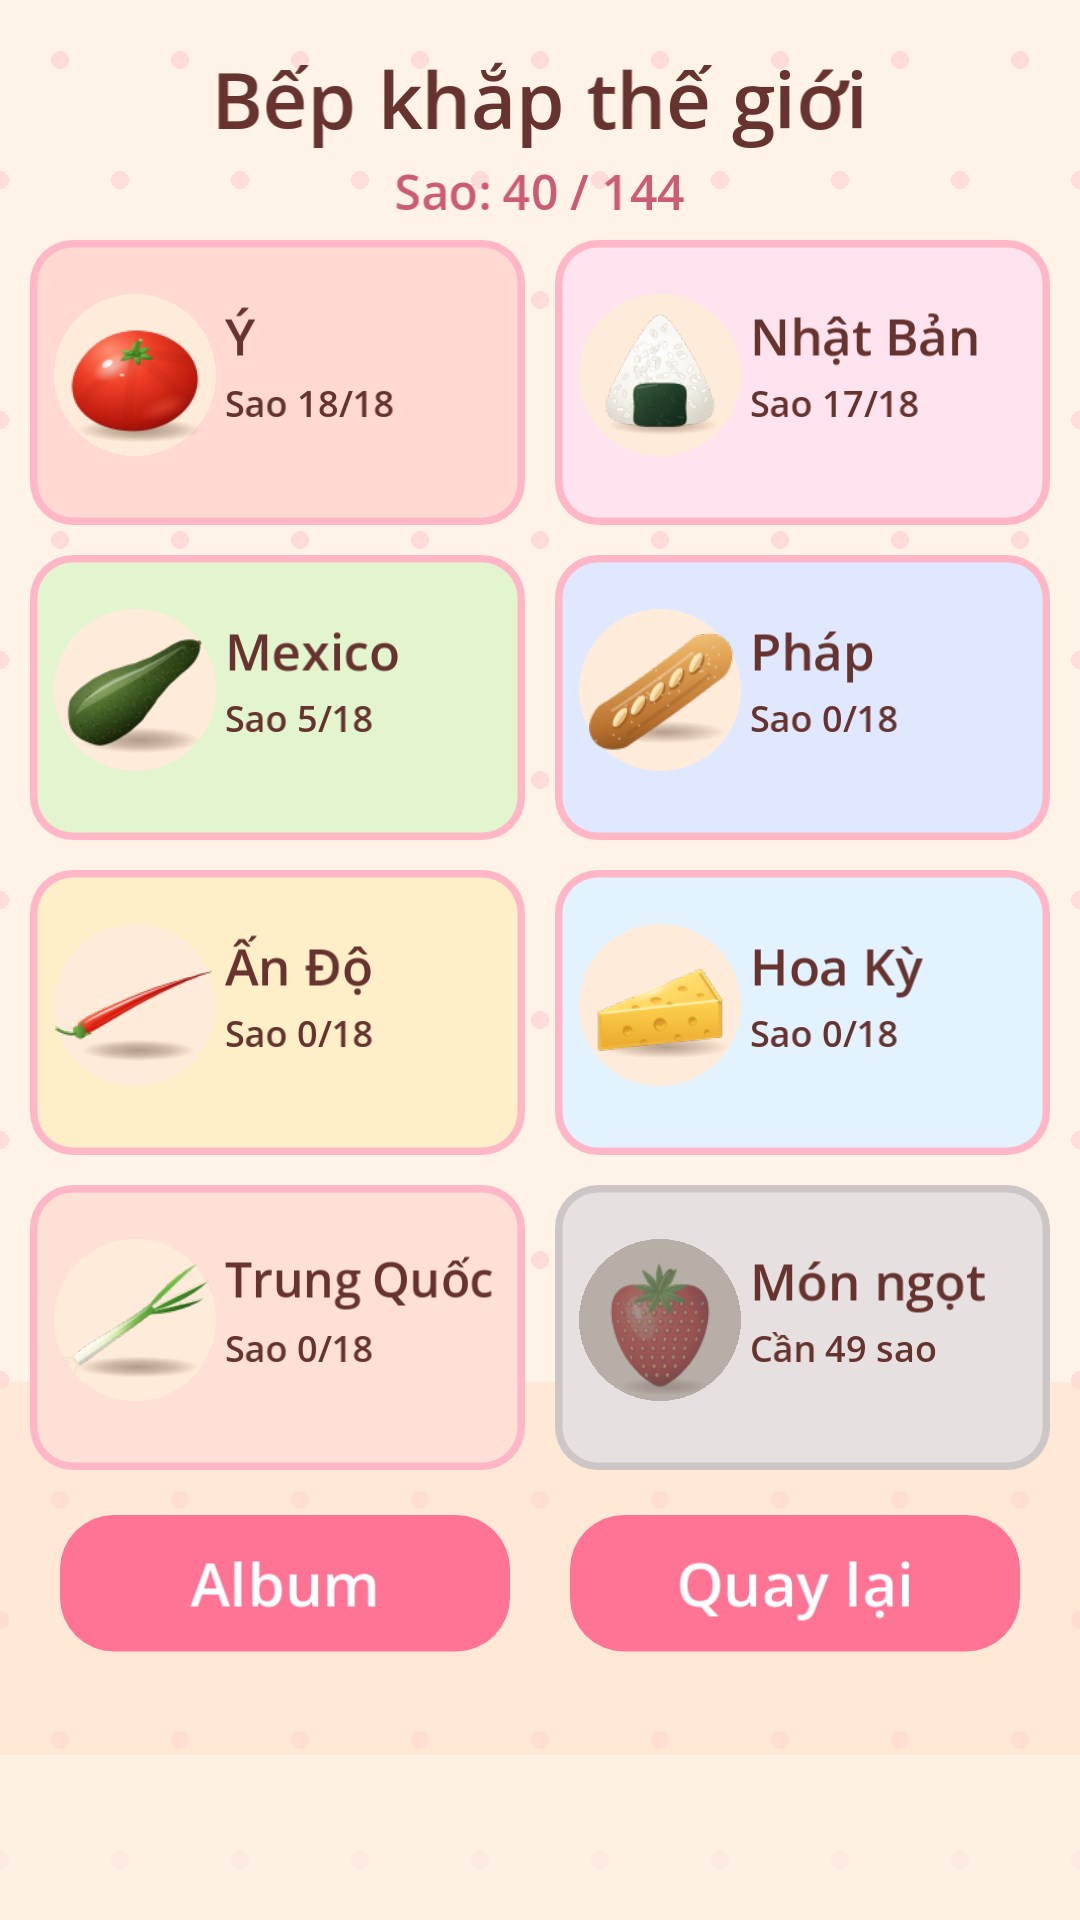 Bếp khắp thế giới
Sao: 40 / 144
Ý
Sao 18/18
Nhật Bản
Sao 17/18
Mexico
Sao 5/18
Pháp
Sao 0/18
Ấn Độ
Sao 0/18
Hoa Kỳ
Sao 0/18
Trung Quốc
Sao 0/18
Món ngọt
Cần 49 sao
Album
Quay lại